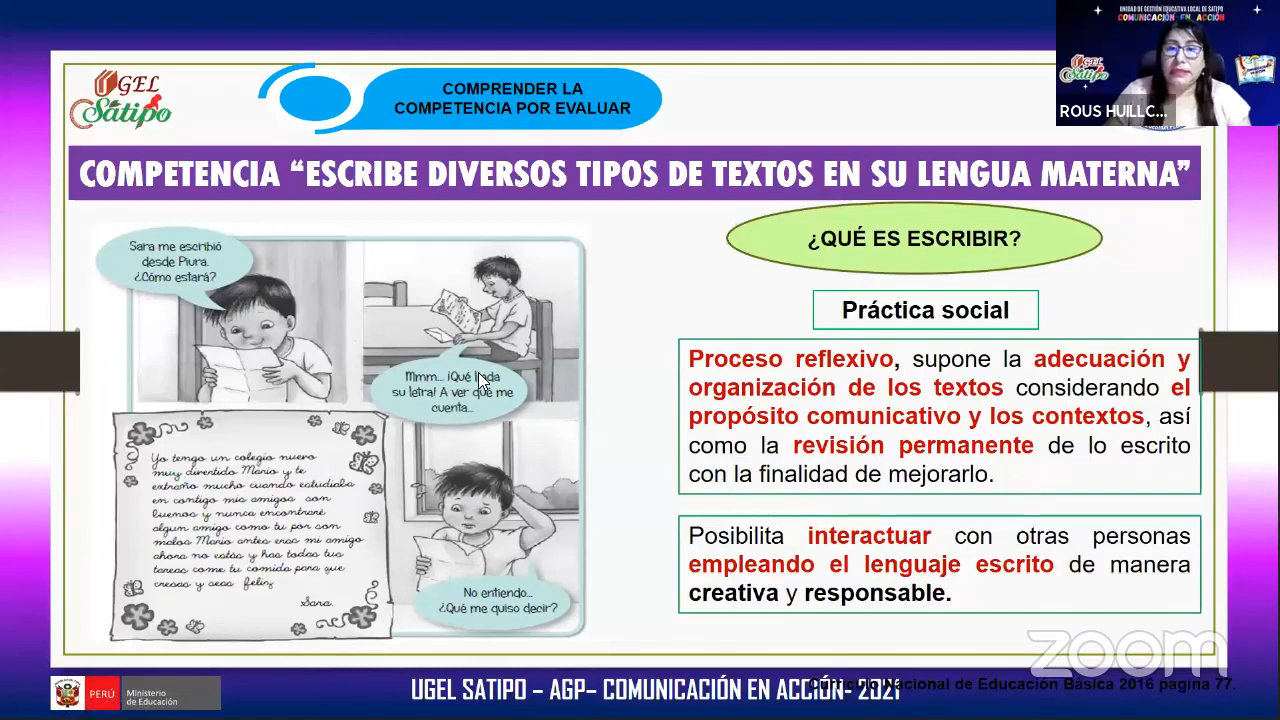 UNIDAD DE GESTIÓN EDUCATIVA LOCAL DE SATIPO
COMUNICACIÓN EN ACCIÓN
UGEL
Satipo
ROUS HUILLC...
UGEL
Satipo
COMPRENDER LA
COMPETENCIA POR EVALUAR
COMPETENCIA “ESCRIBE DIVERSOS TIPOS DE TEXTOS EN SU LENGUA MATERNA”
Sara me escribió
desde Piura.
¿Cómo estará?
Mmm... ¡Qué linda
su letra! A ver qué me
cuenta...
Yo tengo un colegio nuevo
muy divertido Mario y te
extraño mucho cuando estudiaba
en contigo mis amigos son
buenos y nunca encontraré
algun amigo como tu por son
malos Mario antes eras mi amigo
ahora no estás y has todas tus
tareas come tu comida para que
crescas y seas feliz
Sara.
No entiendo...
¿Qué me quiso decir?
¿QUÉ ES ESCRIBIR?
Práctica social
Proceso reflexivo, supone la adecuación y
organización de los textos considerando el
propósito comunicativo y los contextos, así
como la revisión permanente de lo escrito
con la finalidad de mejorarlo.
Posibilita interactuar con otras personas
empleando el lenguaje escrito de manera
creativa y responsable.
zoom
PERÚ
Ministerio
de Educación
UGEL SATIPO – AGP– COMUNICACIÓN EN ACCIÓN- 2021
Currículo Nacional de Educación Básica 2016 pagina 77.